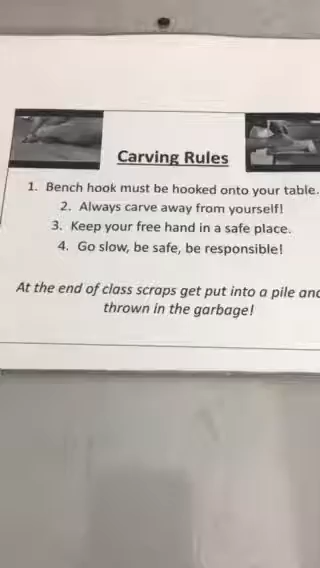 Carving Rules
1. Bench hook must be hooked onto your table.
2. Always carve away from yourself!
3. Keep your free hand in a safe place.
4. Go slow, be safe, be responsible!
At the end of class scraps get put into a pile and
thrown in the garbage!